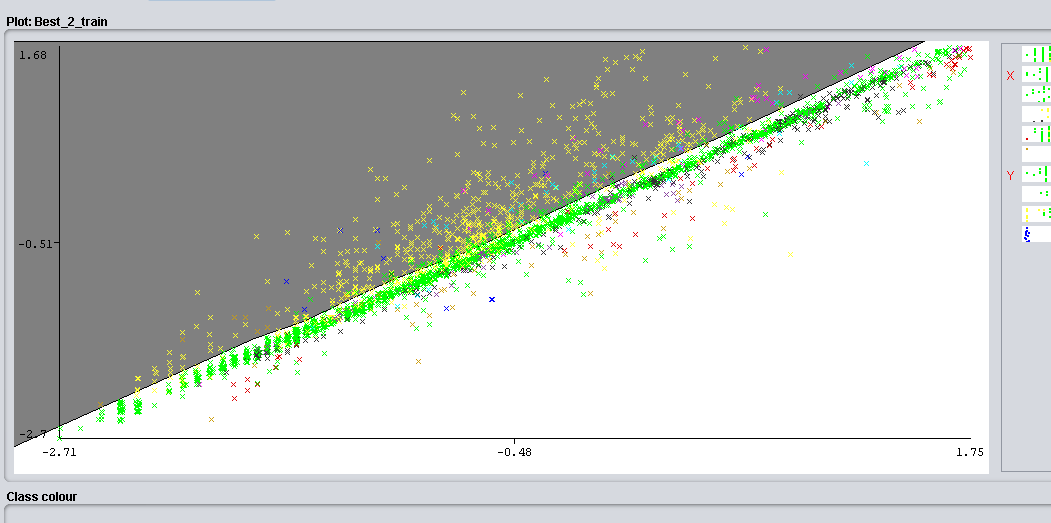 Plot: Best_2_train
1.68
X
Y
-0.51
-2.7
-2.71
-0.48
1.75
Class colour